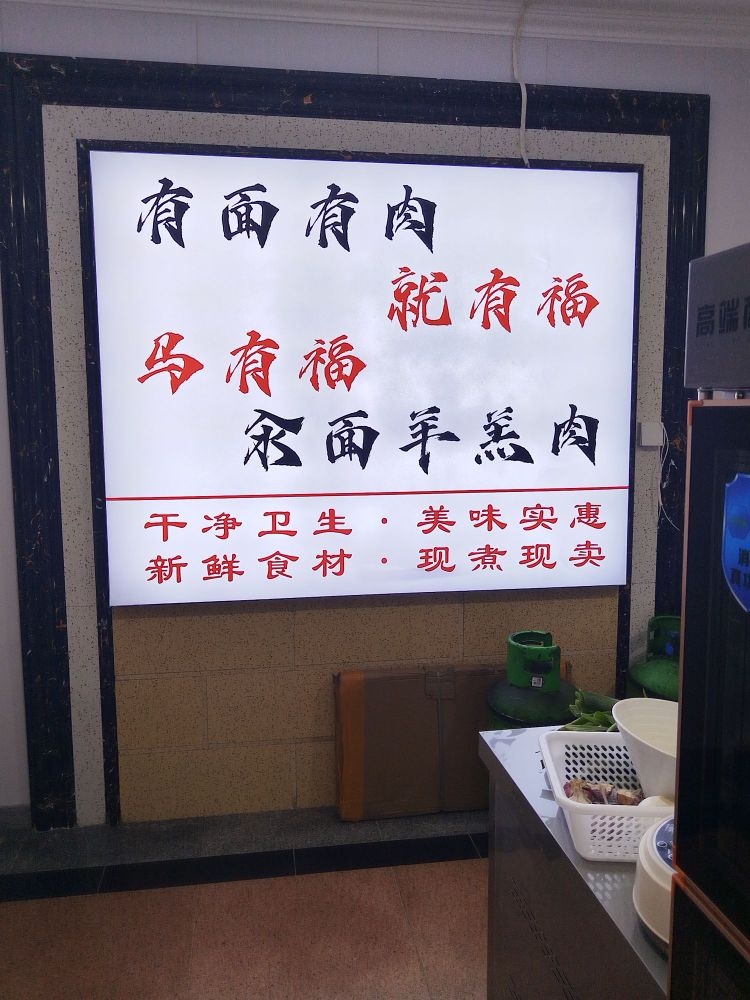 有面有肉
就有福
马有福
汆面羊羔肉
干净卫生·美味实惠
新鲜食材·现煮现卖
高端